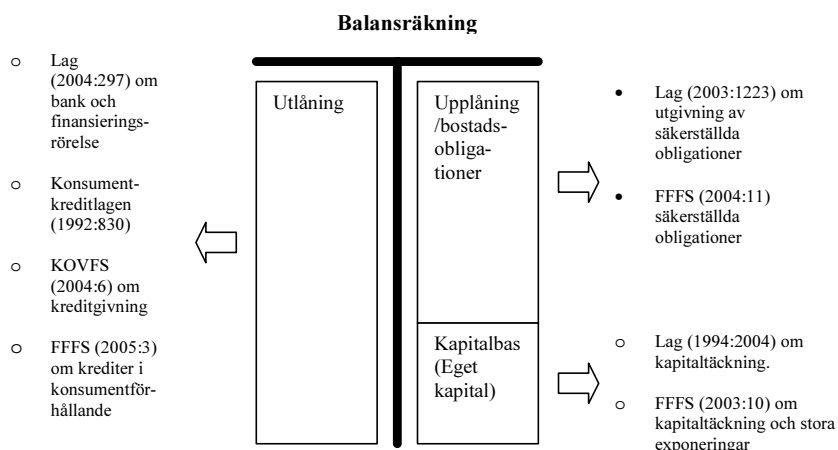 Balansräkning
o Lag
(2004:297) om
bank och
finansierings-
rörelse
o Konsument-
kreditlagen
(1992:830)
o KOVFS
(2004:6) om
kreditgivning
o FFFS (2005:3)
om krediter i
konsumentför-
hållande
Utlåning
Upplåning
/bostads-
obliga-
tioner
Kapitalbas
(Eget
kapital)
• Lag (2003:1223) om
utgivning av
säkerställda
obligationer
• FFFS (2004:11)
säkerställda
obligationer
o Lag (1994:2004) om
kapitaltäckning.
o FFFS (2003:10) om
kapitaltäckning och stora
exponeringar